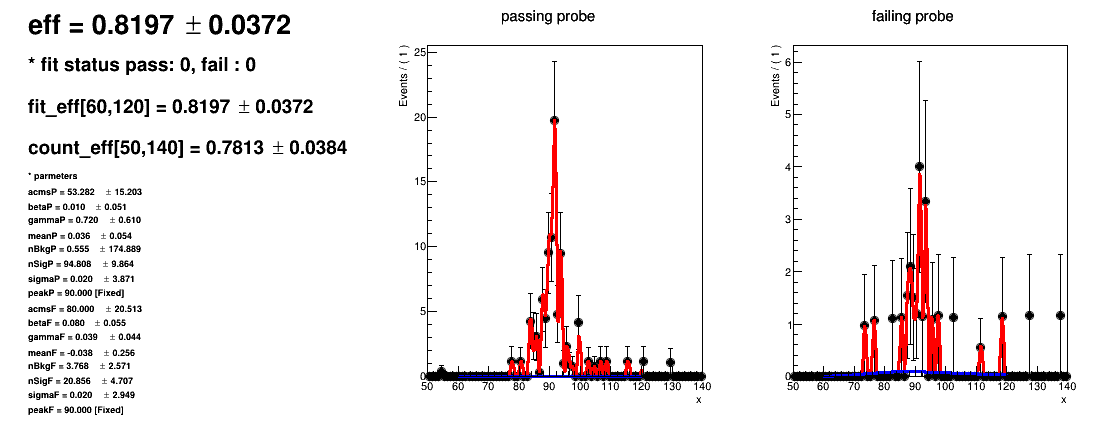 eff = 0.8197 ± 0.0372
* fit status pass: 0, fail : 0
fit_eff[60,120] = 0.8197 ± 0.0372
count_eff[50,140] = 0.7813 ± 0.0384
* parmeters
acmsP = 53.282 ± 15.203
betaP = 0.010 ± 0.051
gammaP = 0.720 ± 0.610
meanP = 0.036 ± 0.054
nBkgP = 0.555 ± 174.889
nSigP = 94.808 ± 9.864
sigmaP = 0.020 ± 3.871
peakP = 90.000 [Fixed]
acmsF = 80.000 ± 20.513
betaF = 0.080 ± 0.055
gammaF = 0.039 ± 0.044
meanF = -0.038 ± 0.256
nBkgF = 3.768 ± 2.571
nSigF = 20.856 ± 4.707
sigmaF = 0.020 ± 2.949
peakF = 90.000 [Fixed]
passing probe
Events / ( 1 )
25
20
15
10
5
0
50 60 70 80 90 100 110 120 130 140
x
failing probe
Events / ( 1 )
6
5
4
3
2
1
0
50 60 70 80 90 100 110 120 130 140
x